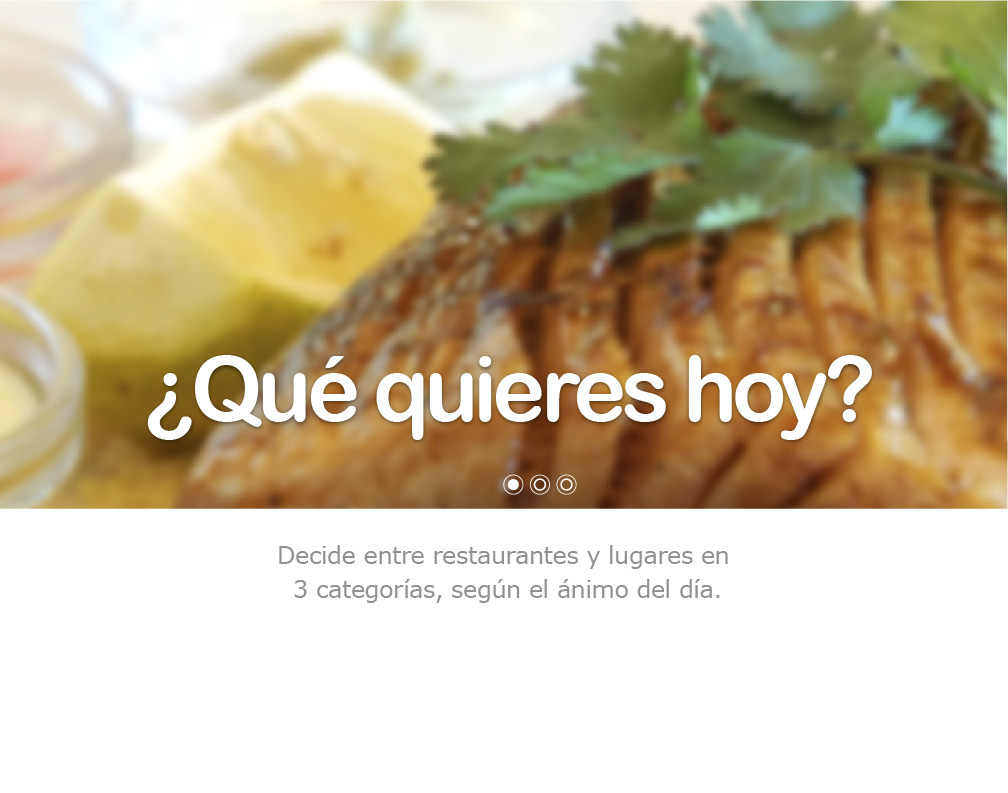 ¿Qué quieres hoy?
Decide entre restaurantes y lugares en
3 categorías, según el ánimo del día.